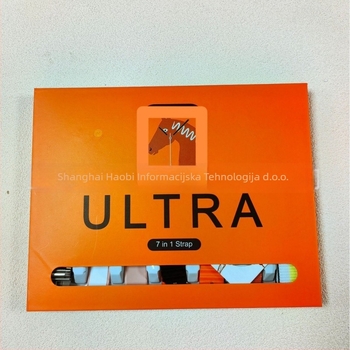 Shanghai Haobi Informacijska Tehnologija d.o.o.
ULTRA
7 in 1 Strap